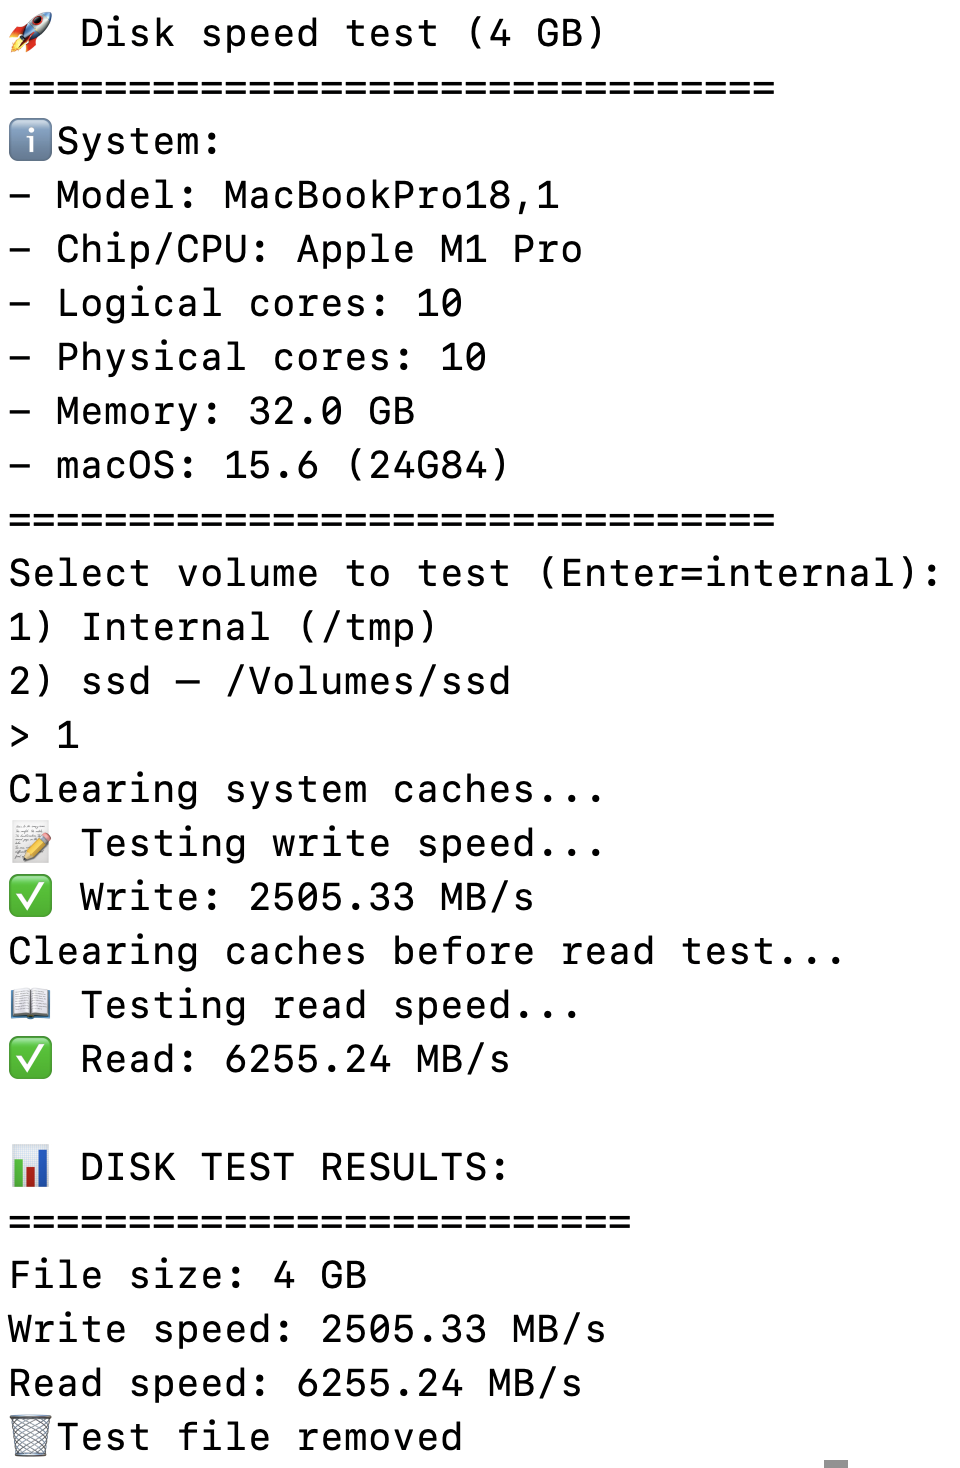 🚀 Disk speed test (4 GB)
================================
ℹ️System:
– Model: MacBookPro18,1
– Chip/CPU: Apple M1 Pro
– Logical cores: 10
– Physical cores: 10
– Memory: 32.0 GB
– macOS: 15.6 (24G84)
================================
Select volume to test (Enter=internal):
1) Internal (/tmp)
2) ssd — /Volumes/ssd
> 1
Clearing system caches...
📝 Testing write speed...
✅ Write: 2505.33 MB/s
Clearing caches before read test...
📖 Testing read speed...
✅ Read: 6255.24 MB/s

📊 DISK TEST RESULTS:
==========================
File size: 4 GB
Write speed: 2505.33 MB/s
Read speed: 6255.24 MB/s
🗑️Test file removed